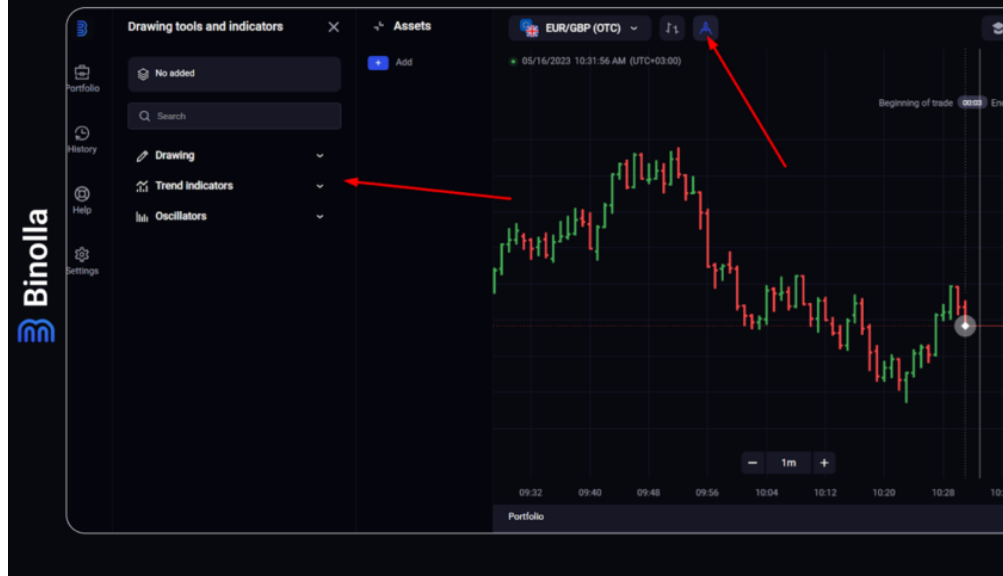 Binolla
Portfolio
History
Help
Settings
Drawing tools and indicators
No added
Search
Drawing
Trend indicators
Oscillators
Assets
Add
EUR/GBP (OTC)
05/16/2023 10:31:56 AM (UTC+03:00)
Beginning of trade 00:03
1m
09:32 09:40 09:48 09:56 10:04 10:12 10:20 10:28
Portfolio